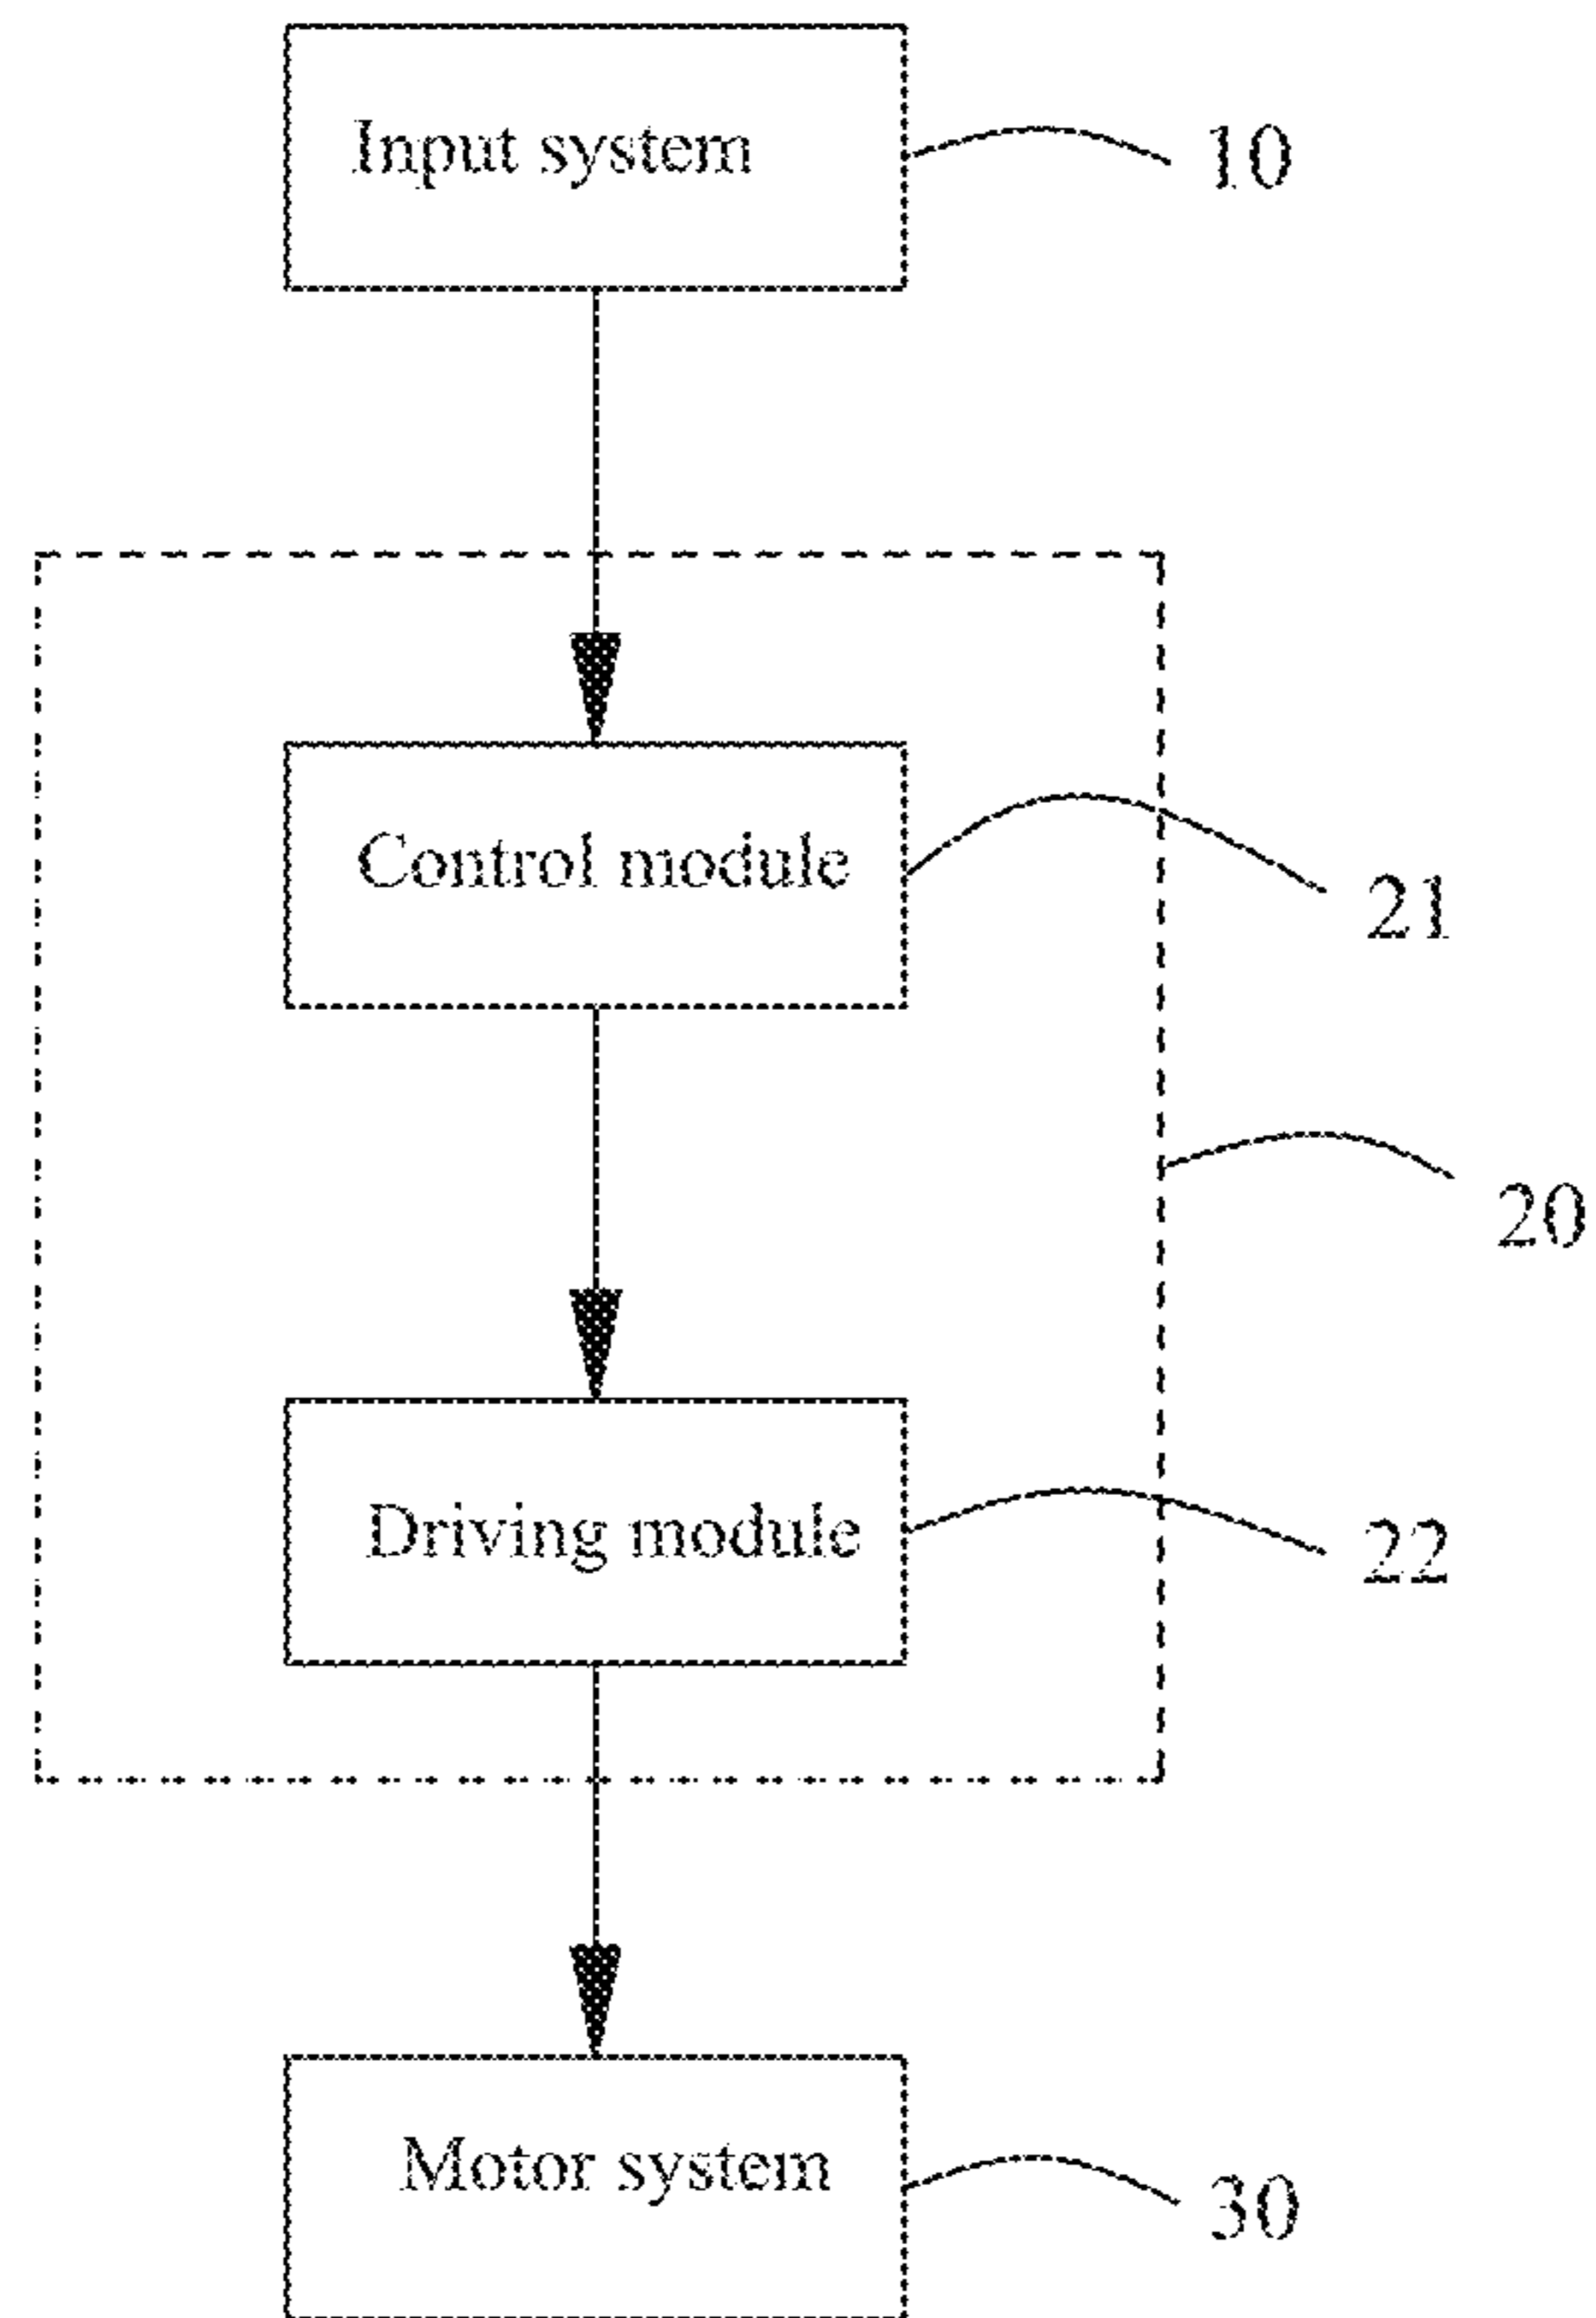 Input system
10
Control module
21
20
Driving module
22
Motor system
30